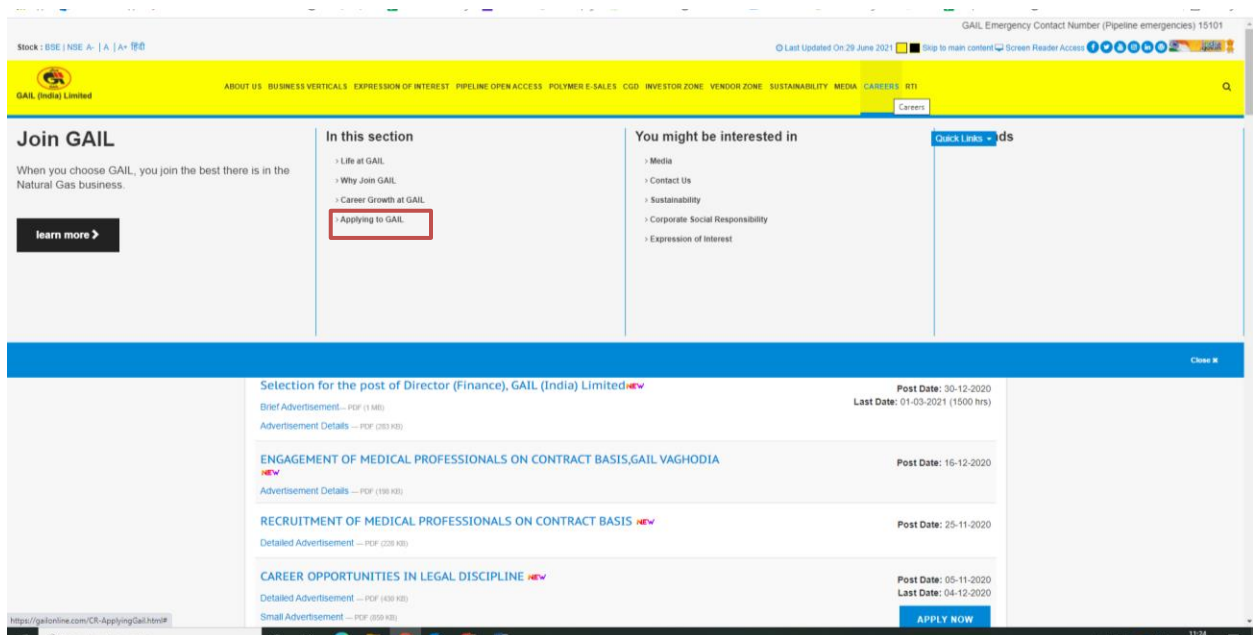 GAIL Emergency Contact Number (Pipeline emergencies) 15101
Stock : BSE | NSE A- | A | A+ हिंदी
Last Updated On 29 June 2021 Skip to main content Screen Reader Access
GAIL (India) Limited
ABOUT US BUSINESS VERTICALS EXPRESSION OF INTEREST PIPELINE OPEN ACCESS POLYMER E-SALES CGD INVESTOR ZONE VENDOR ZONE SUSTAINABILITY MEDIA CAREERS RTI
Careers
Join GAIL
When you choose GAIL, you join the best there is in the
Natural Gas business.
learn more
In this section
› Life at GAIL
› Why Join GAIL
› Career Growth at GAIL
› Applying to GAIL
You might be interested in
› Media
› Contact Us
› Sustainability
› Corporate Social Responsibility
› Expression of Interest
Quick Links
ds
Close ✖
Selection for the post of Director (Finance), GAIL (India) Limited NEW
Post Date: 30-12-2020
Last Date: 01-03-2021 (1500 hrs)
Brief Advertisement— PDF (1 MB)
Advertisement Details — PDF (283 KB)
ENGAGEMENT OF MEDICAL PROFESSIONALS ON CONTRACT BASIS,GAIL VAGHODIA
NEW
Post Date: 16-12-2020
Advertisement Details — PDF (198 KB)
RECRUITMENT OF MEDICAL PROFESSIONALS ON CONTRACT BASIS NEW
Post Date: 25-11-2020
Detailed Advertisement — PDF (228 KB)
CAREER OPPORTUNITIES IN LEGAL DISCIPLINE NEW
Post Date: 05-11-2020
Last Date: 04-12-2020
Detailed Advertisement — PDF (430 KB)
Small Advertisement — PDF (859 KB)
APPLY NOW
https://gailonline.com/CR-ApplyingGail.html#
11:24